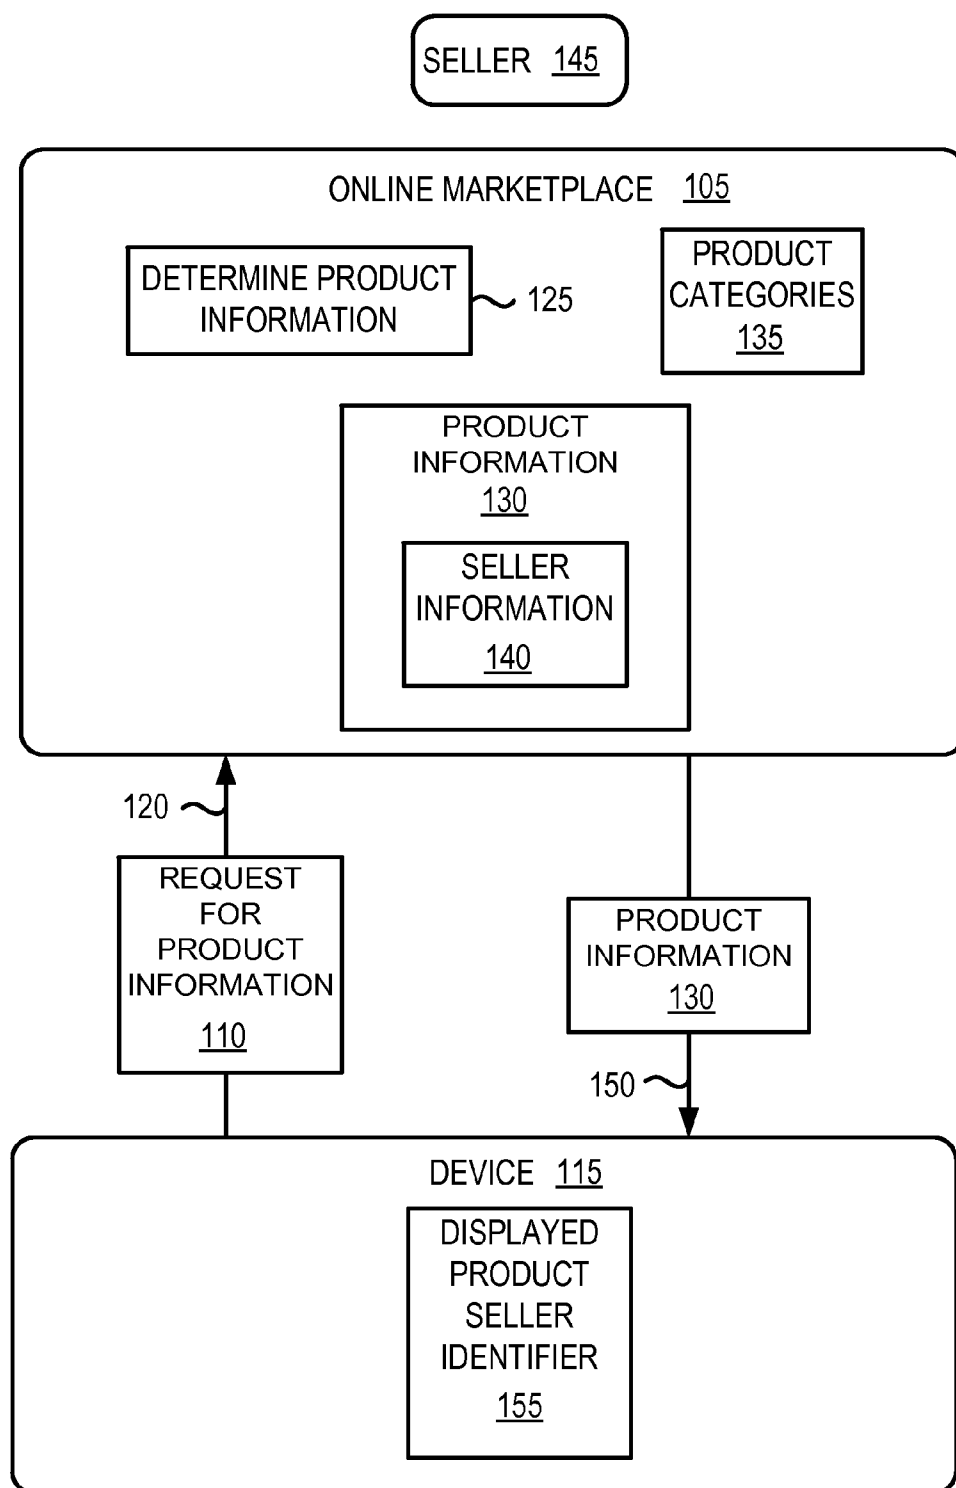 SELLER 145
ONLINE MARKETPLACE 105
DETERMINE PRODUCT
INFORMATION
125
PRODUCT
CATEGORIES
135
PRODUCT
INFORMATION
130
SELLER
INFORMATION
140
120
REQUEST
FOR
PRODUCT
INFORMATION
110
PRODUCT
INFORMATION
130
150
DEVICE 115
DISPLAYED
PRODUCT
SELLER
IDENTIFIER
155